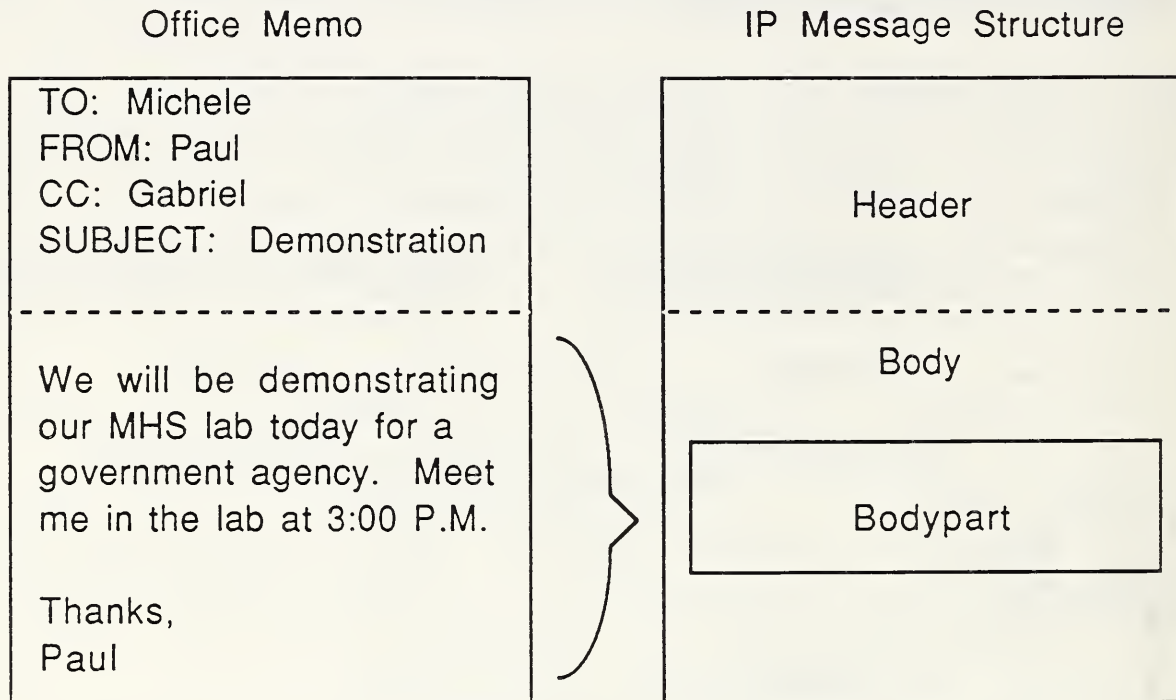 Office Memo
TO: Michele
FROM: Paul
CC: Gabriel
SUBJECT: Demonstration
We will be demonstrating
our MHS lab today for a
government agency. Meet
me in the lab at 3:00 P.M.
Thanks,
Paul
IP Message Structure
Header
Body
Bodypart